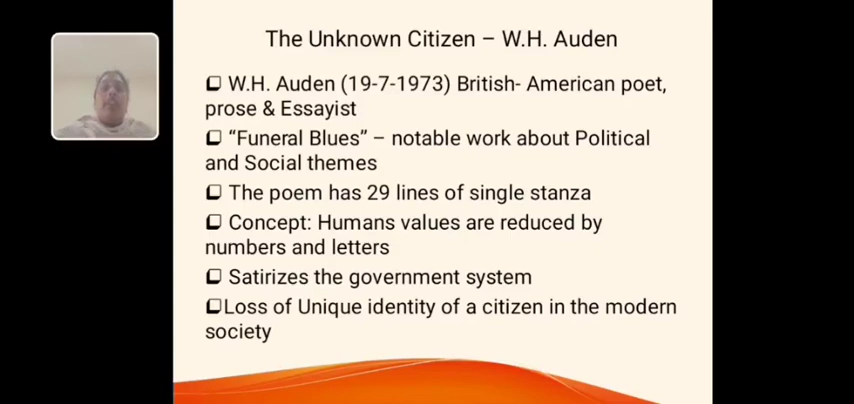 The Unknown Citizen – W.H. Auden
❑ W.H. Auden (19-7-1973) British- American poet,
prose & Essayist
❑ “Funeral Blues” – notable work about Political
and Social themes
❑ The poem has 29 lines of single stanza
❑ Concept: Humans values are reduced by
numbers and letters
❑ Satirizes the government system
❑Loss of Unique identity of a citizen in the modern
society